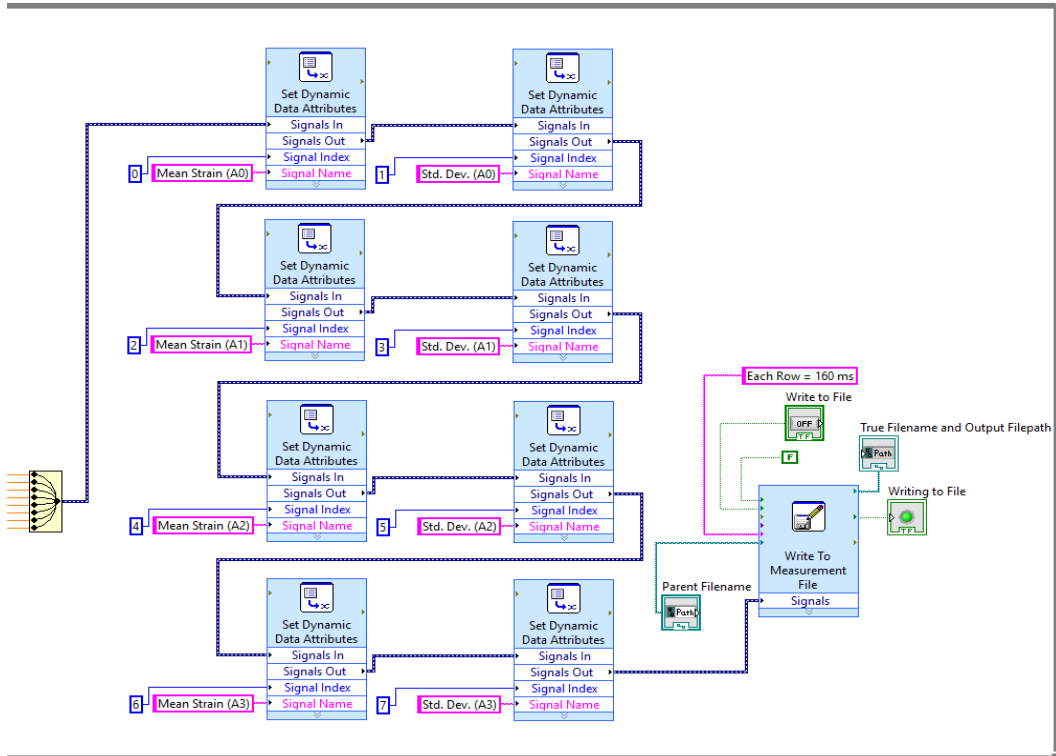 Set Dynamic
Data Attributes
Signals In
Signals Out
Signal Index
Signal Name
0
Mean Strain (A0)
Set Dynamic
Data Attributes
Signals In
Signals Out
Signal Index
Signal Name
1
Std. Dev. (A0)
Set Dynamic
Data Attributes
Signals In
Signals Out
Signal Index
Signal Name
2
Mean Strain (A1)
Set Dynamic
Data Attributes
Signals In
Signals Out
Signal Index
Signal Name
3
Std. Dev. (A1)
Set Dynamic
Data Attributes
Signals In
Signals Out
Signal Index
Signal Name
4
Mean Strain (A2)
Set Dynamic
Data Attributes
Signals In
Signals Out
Signal Index
Signal Name
5
Std. Dev. (A2)
Set Dynamic
Data Attributes
Signals In
Signals Out
Signal Index
Signal Name
6
Mean Strain (A3)
Set Dynamic
Data Attributes
Signals In
Signals Out
Signal Index
Signal Name
7
Std. Dev. (A3)
Each Row = 160 ms
Write to File
OFF
TF
F
True Filename and Output Filepath
Path
Writing to File
TF
Parent Filename
Path
Write To
Measurement
File
Signals